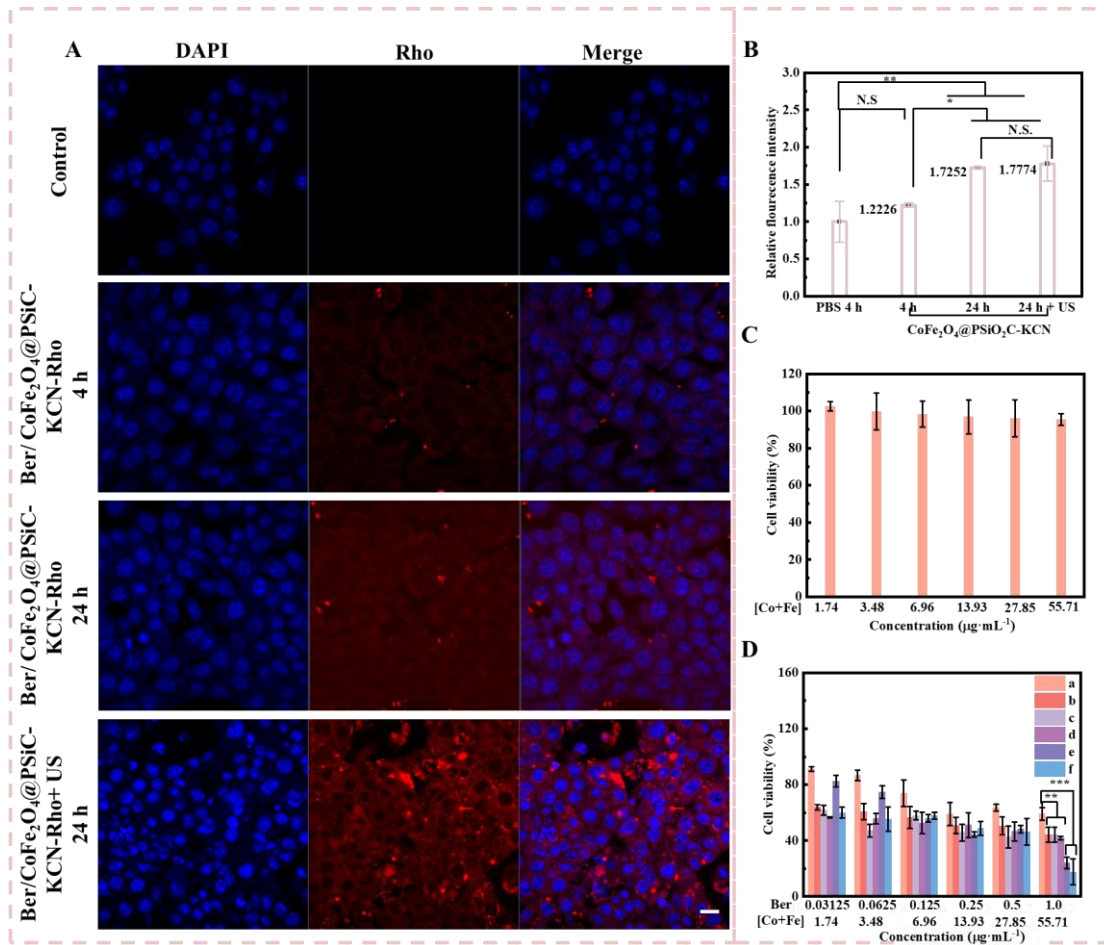 A
DAPI
Rho
Merge
Control
Ber/ CoFe₂O₄@PSiC-
KCN-Rho
4 h
Ber/ CoFe₂O₄@PSiC-
KCN-Rho
24 h
Ber/CoFe₂O₄@PSiC-
KCN-Rho+ US
24 h
B
Relative flourecence intensity
3.0
2.5
2.0
1.5
1.0
0.5
0.0
**
N.S
*
N.S.
1.2226
1.7252
1.7774
PBS 4 h
4 h
24 h
24 h + US
CoFe₂O₄@PSiO₂C-KCN
C
Cell viability (%)
120
100
80
60
40
20
0
[Co+Fe]
1.74 3.48 6.96 13.93 27.85 55.71
Concentration (μg·mL⁻¹)
D
Cell viability (%)
160
120
80
40
0
a
b
c
d
e
f
***
**
Ber 0.03125 0.0625 0.125 0.25 0.5 1.0
[Co+Fe] 1.74 3.48 6.96 13.93 27.85 55.71
Concentration (μg·mL⁻¹)